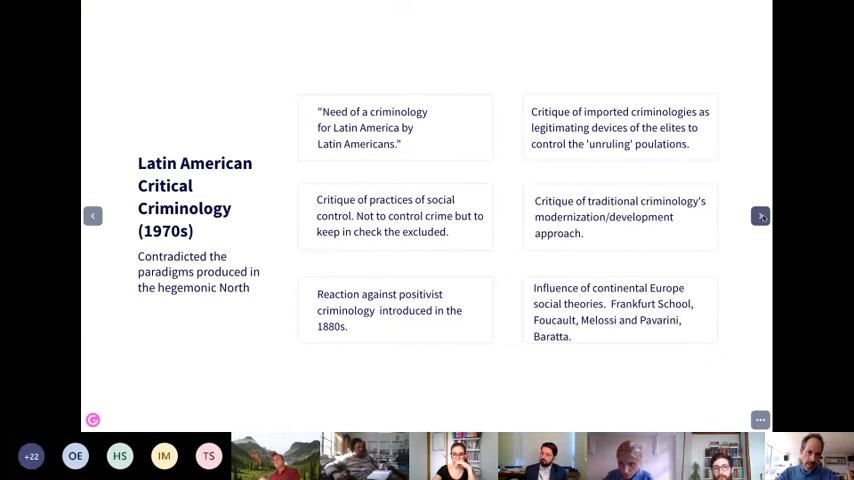 Latin American
Critical
Criminology
(1970s)
Contradicted the
paradigms produced in
the hegemonic North
"Need of a criminology
for Latin America by
Latin Americans."
Critique of imported criminologies as
legitimating devices of the elites to
control the 'unruling' poulations.
Critique of practices of social
control. Not to control crime but to
keep in check the excluded.
Critique of traditional criminology's
modernization/development
approach.
Reaction against positivist
criminology introduced in the
1880s.
Influence of continental Europe
social theories. Frankfurt School,
Foucault, Melossi and Pavarini,
Baratta.
+22
OE
HS
IM
TS